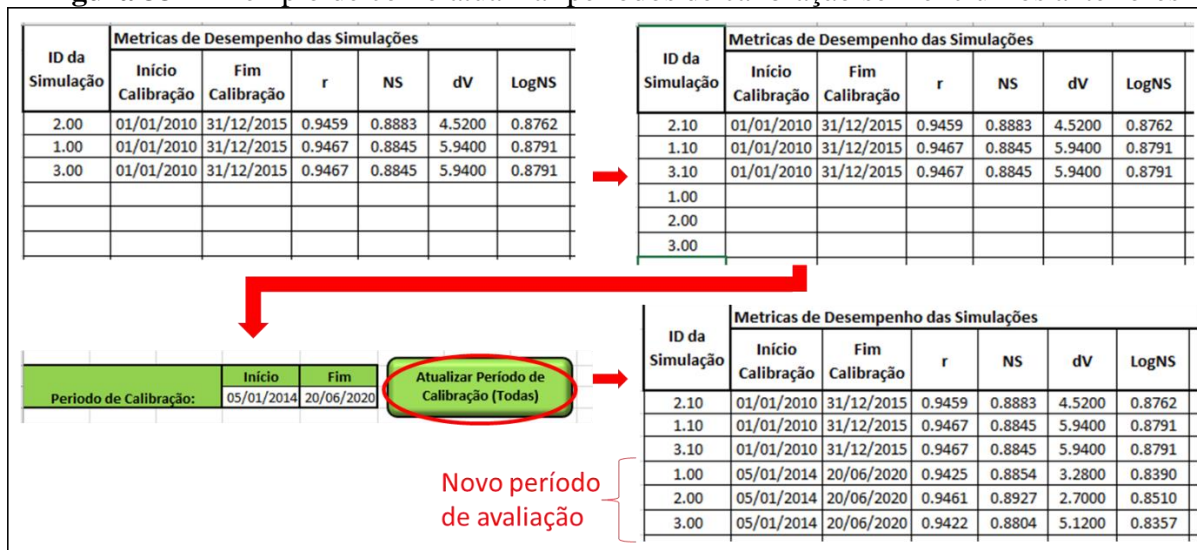 Metricas de Desempenho das Simulações
ID da Simulação Início Calibração Fim Calibração r NS dV LogNS
2.00 01/01/2010 31/12/2015 0.9459 0.8883 4.5200 0.8762
1.00 01/01/2010 31/12/2015 0.9467 0.8845 5.9400 0.8791
3.00 01/01/2010 31/12/2015 0.9467 0.8845 5.9400 0.8791
Metricas de Desempenho das Simulações
ID da Simulação Início Calibração Fim Calibração r NS dV LogNS
2.10 01/01/2010 31/12/2015 0.9459 0.8883 4.5200 0.8762
1.10 01/01/2010 31/12/2015 0.9467 0.8845 5.9400 0.8791
3.10 01/01/2010 31/12/2015 0.9467 0.8845 5.9400 0.8791
1.00
2.00
3.00
Início Fim
Periodo de Calibração: 05/01/2014 20/06/2020
Atualizar Período de
Calibração (Todas)
Metricas de Desempenho das Simulações
ID da Simulação Início Calibração Fim Calibração r NS dV LogNS
2.10 01/01/2010 31/12/2015 0.9459 0.8883 4.5200 0.8762
1.10 01/01/2010 31/12/2015 0.9467 0.8845 5.9400 0.8791
3.10 01/01/2010 31/12/2015 0.9467 0.8845 5.9400 0.8791
1.00 05/01/2014 20/06/2020 0.9425 0.8854 3.2800 0.8390
2.00 05/01/2014 20/06/2020 0.9461 0.8927 2.7000 0.8510
3.00 05/01/2014 20/06/2020 0.9422 0.8804 5.1200 0.8357
Novo período
de avaliação